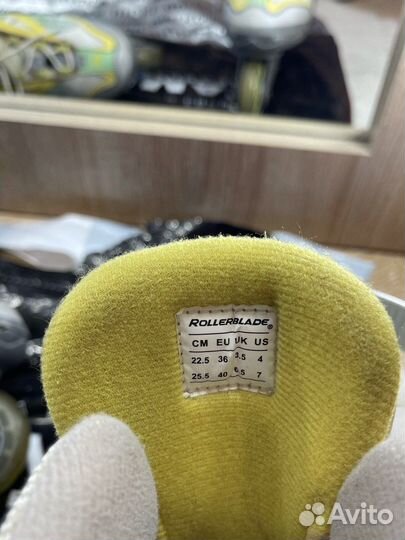 ROLLERBLADE®
CM EU UK US
22.5 36 3.5 4
25.5 40 6.5 7
Avito